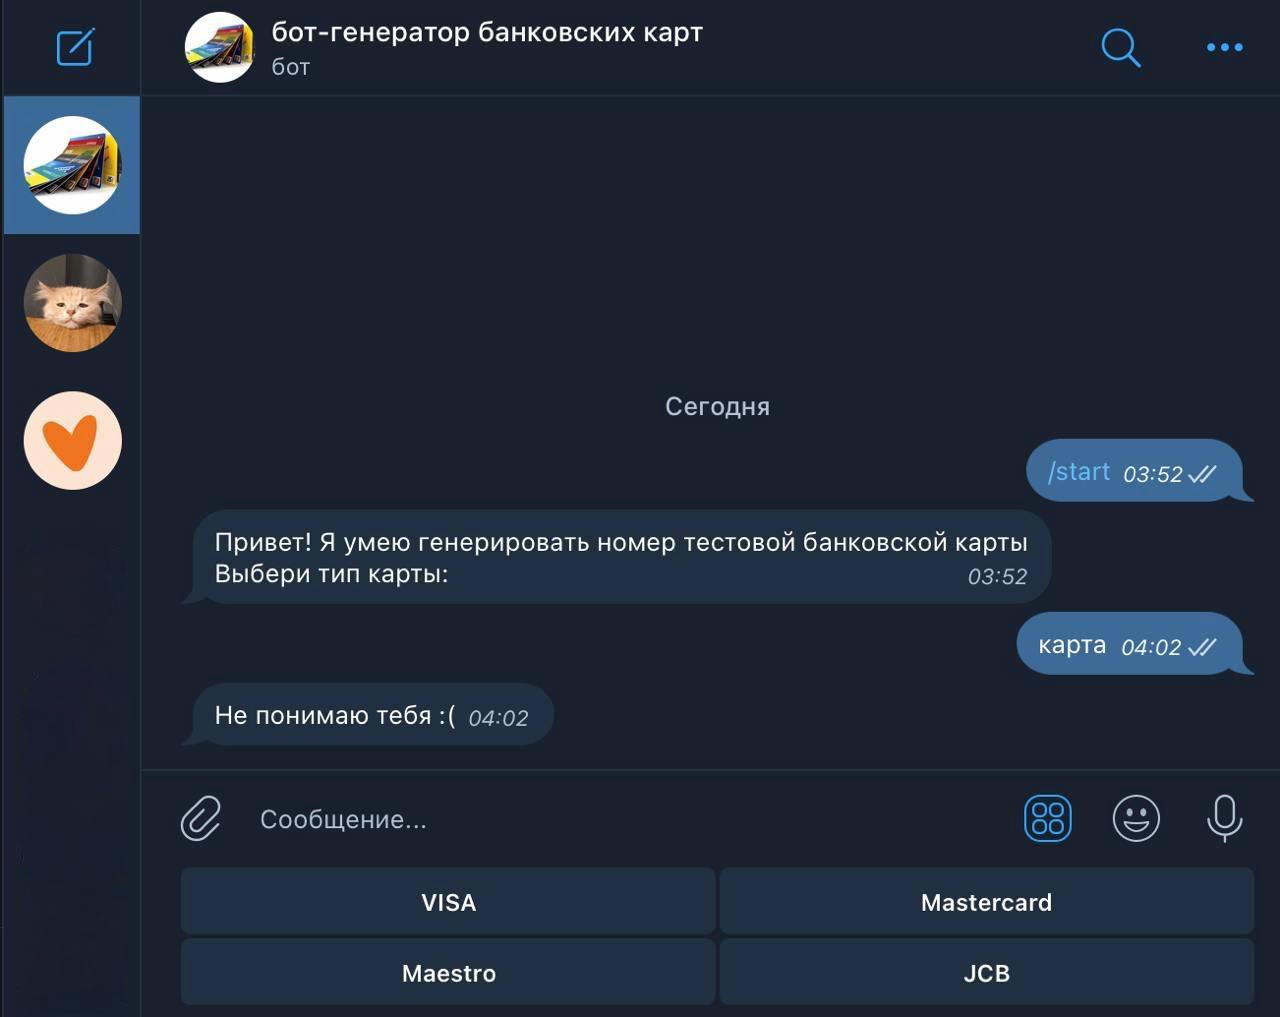 бот-генератор банковских карт
бот
Сегодня
/start 03:52
Привет! Я умею генерировать номер тестовой банковской карты
Выбери тип карты: 03:52
карта 04:02
Не понимаю тебя :( 04:02
Сообщение...
VISA Mastercard
Maestro JCB